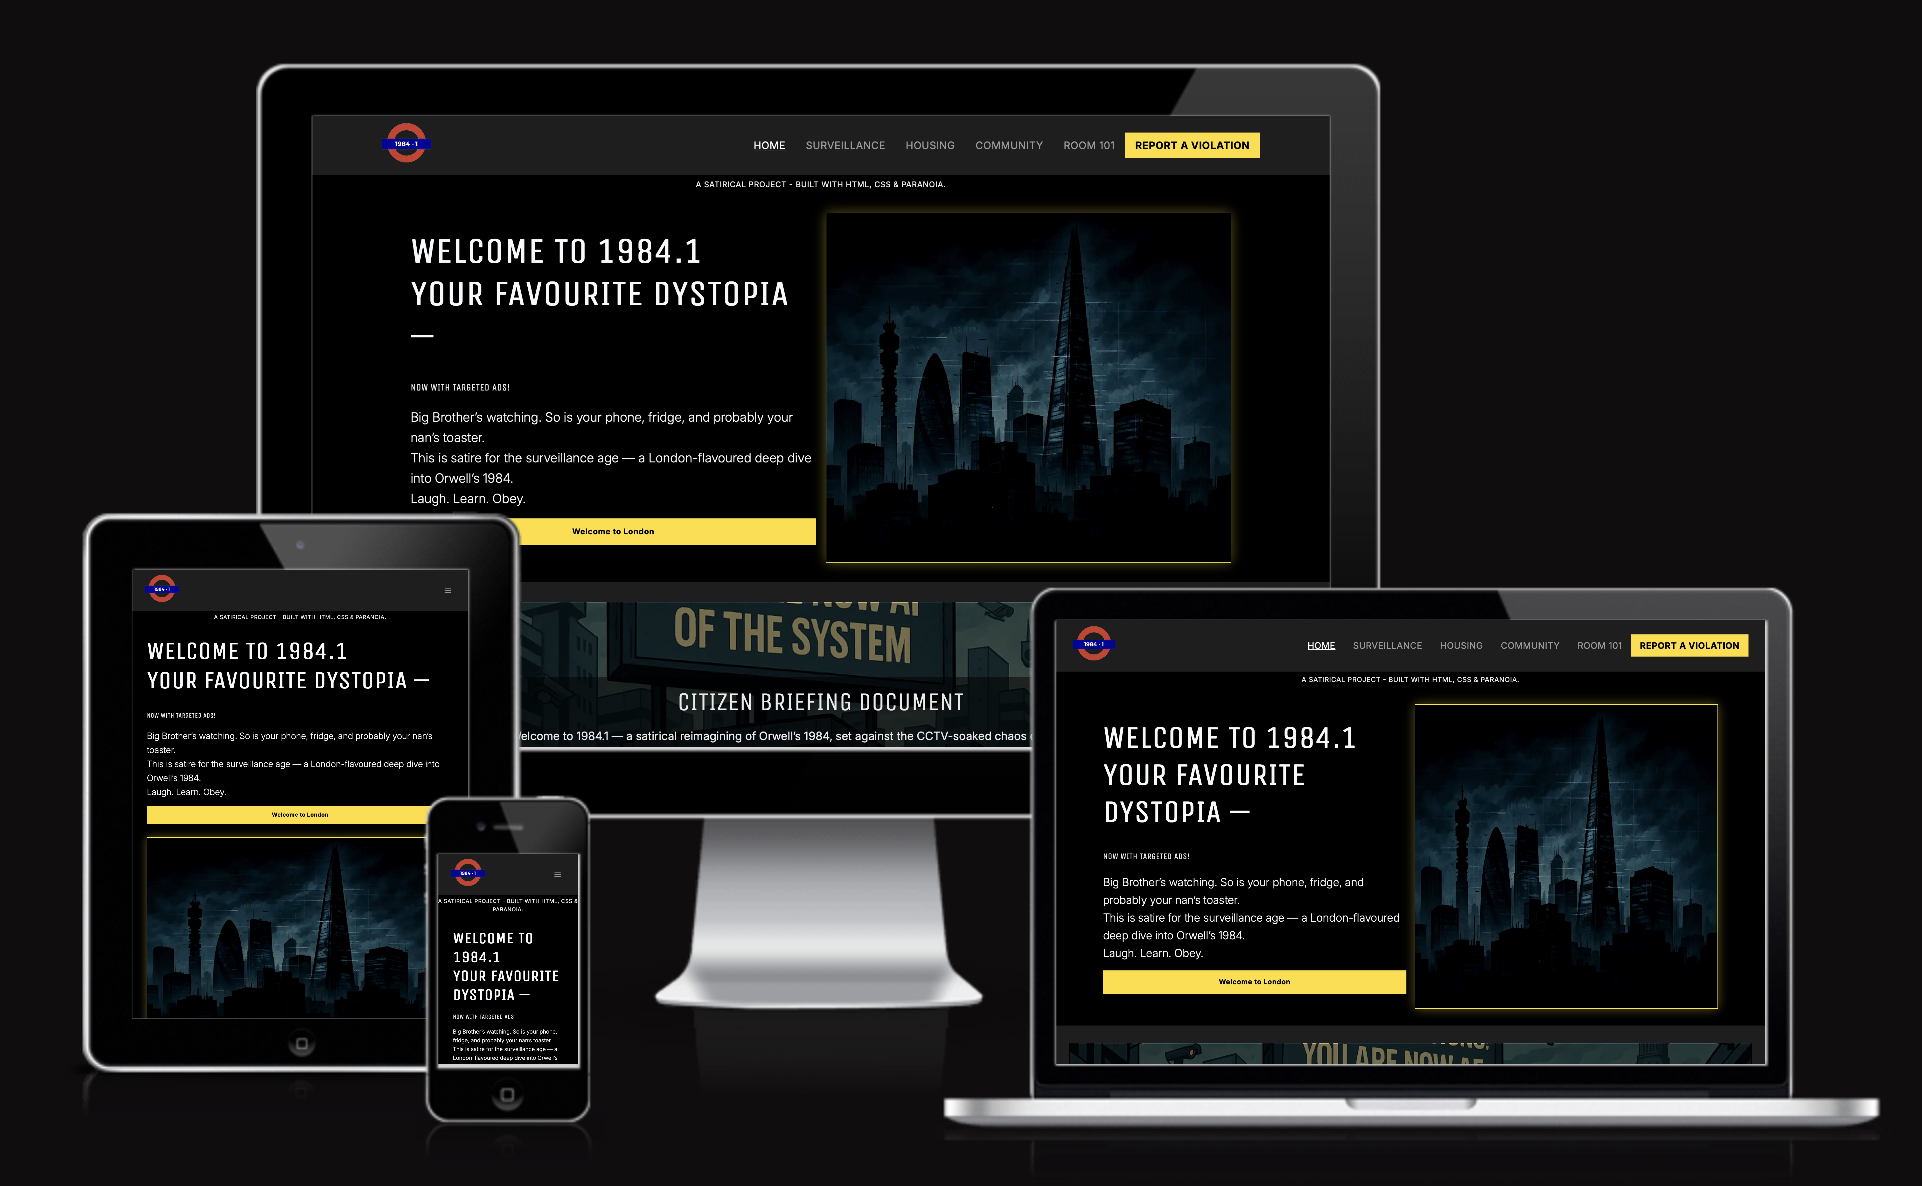 1984 - 1
HOME SURVEILLANCE HOUSING COMMUNITY ROOM 101 REPORT A VIOLATION
A SATIRICAL PROJECT - BUILT WITH HTML, CSS & PARANOIA.
WELCOME TO 1984.1
YOUR FAVOURITE DYSTOPIA
—
NOW WITH TARGETED ADS!
Big Brother's watching. So is your phone, fridge, and probably your
nan's toaster.
This is satire for the surveillance age — a London-flavoured deep dive
into Orwell's 1984.
Laugh. Learn. Obey.
Welcome to London
OF THE SYSTEM
CITIZEN BRIEFING DOCUMENT
elcome to 1984.1 — a satirical reimagining of Orwell's 1984, set against the CCTV-soaked chaos
1984 - 1
A SATIRICAL PROJECT - BUILT WITH HTML, CSS & PARANOIA.
WELCOME TO 1984.1
YOUR FAVOURITE DYSTOPIA —
NOW WITH TARGETED ADS!
Big Brother's watching. So is your phone, fridge, and probably your nan's
toaster.
This is satire for the surveillance age — a London-flavoured deep dive into
Orwell's 1984.
Laugh. Learn. Obey.
Welcome to London
1984 - 1
A SATIRICAL PROJECT - BUILT WITH HTML, CSS &
PARANOIA.
WELCOME TO
1984.1
YOUR FAVOURITE
DYSTOPIA —
NOW WITH TARGETED ADS!
Big Brother's watching. So is your phone,
fridge, and probably your nan's toaster.
This is satire for the surveillance age — a
London-flavoured deep dive into Orwell's
1984 - 1
HOME SURVEILLANCE HOUSING COMMUNITY ROOM 101 REPORT A VIOLATION
A SATIRICAL PROJECT - BUILT WITH HTML, CSS & PARANOIA.
WELCOME TO 1984.1
YOUR FAVOURITE
DYSTOPIA —
NOW WITH TARGETED ADS!
Big Brother's watching. So is your phone, fridge, and
probably your nan's toaster.
This is satire for the surveillance age — a London-flavoured
deep dive into Orwell's 1984.
Laugh. Learn. Obey.
Welcome to London
YOU ARE NOW